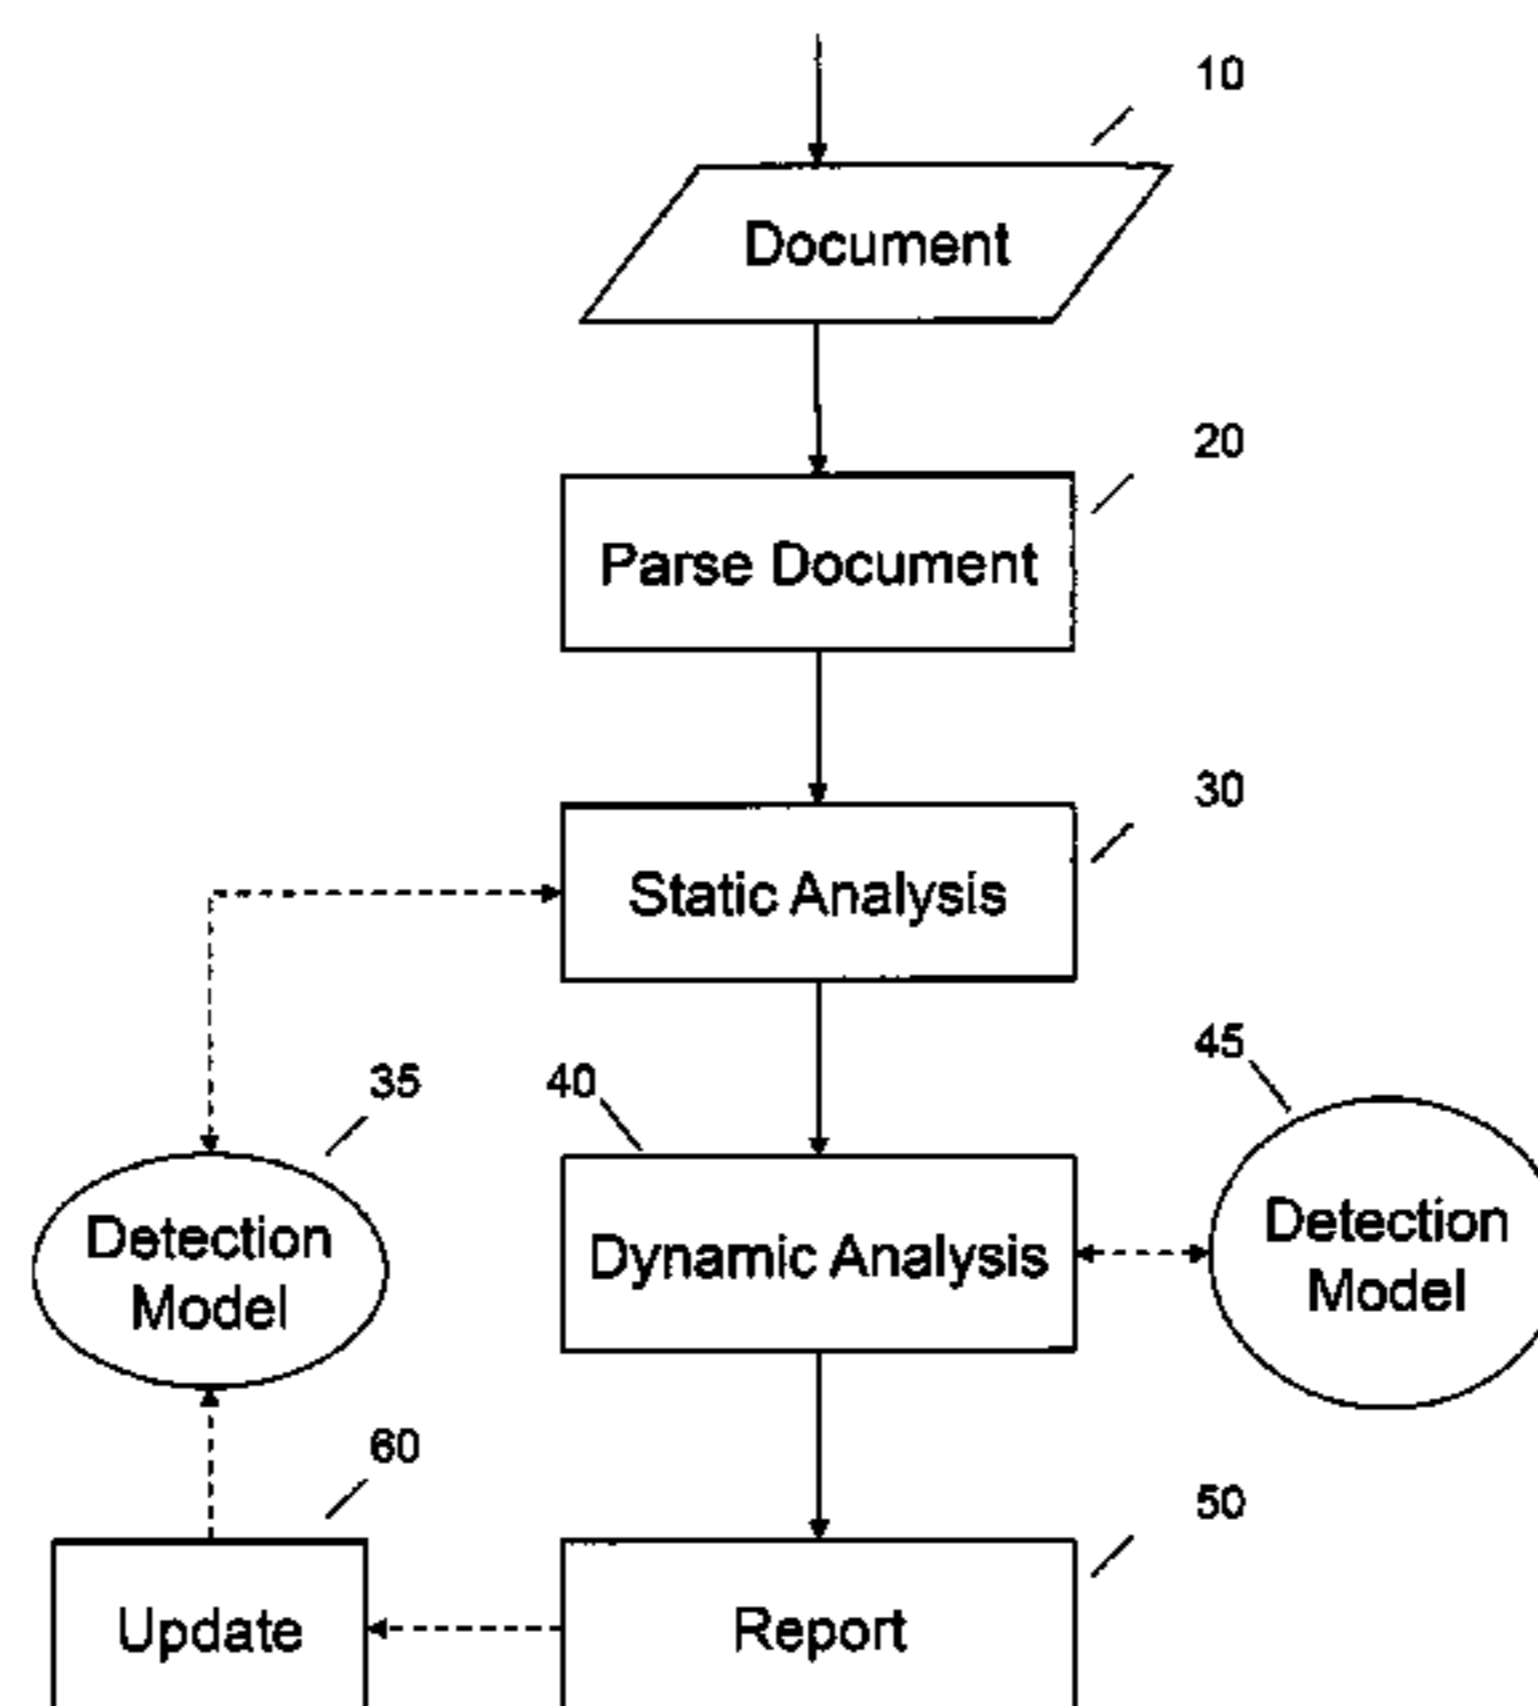 10
Document
20
Parse Document
30
Static Analysis
35
40
45
Detection
Model
Dynamic Analysis
Detection
Model
60
50
Update
Report